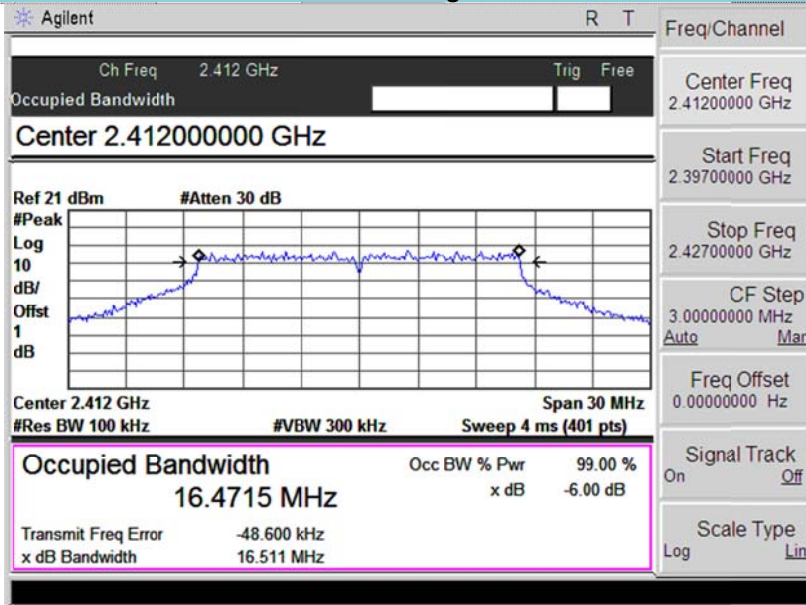 Agilent R T
Ch Freq 2.412 GHz Trig Free
Occupied Bandwidth
Center 2.412000000 GHz
Ref 21 dBm #Atten 30 dB
#Peak
Log
10
dB/
Offst
1
dB
Center 2.412 GHz Span 30 MHz
#Res BW 100 kHz #VBW 300 kHz Sweep 4 ms (401 pts)
Occupied Bandwidth Occ BW % Pwr 99.00 %
16.4715 MHz x dB -6.00 dB
Transmit Freq Error -48.600 kHz
x dB Bandwidth 16.511 MHz
Freq/Channel
Center Freq
2.41200000 GHz
Start Freq
2.39700000 GHz
Stop Freq
2.42700000 GHz
CF Step
3.00000000 MHz
Auto Man
Freq Offset
0.00000000 Hz
Signal Track
On Off
Scale Type
Log Lin